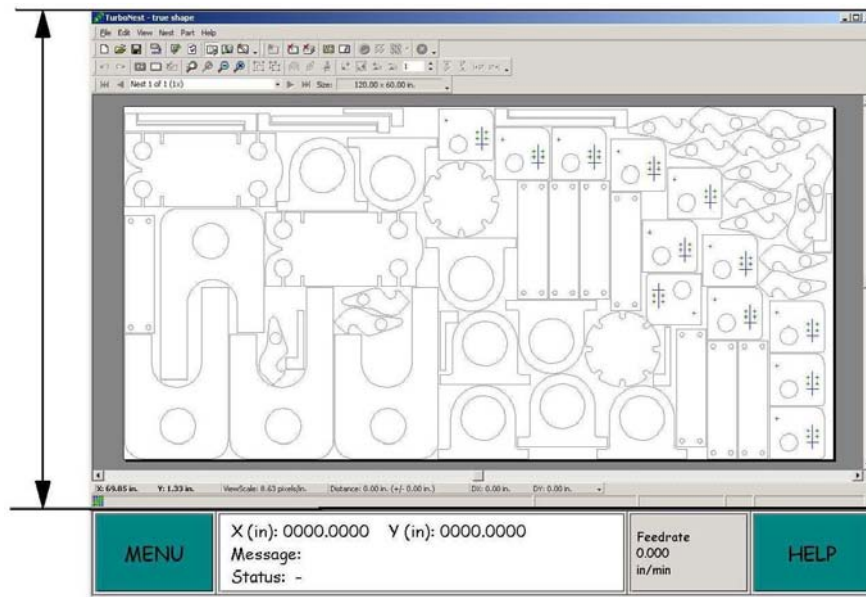 TurboNest - true shape
File Edit View Nest Part Help
1
Nest 1 of 1 (1x) Size: 120.00 x 60.00 in.
X: 69.85 in. Y: 1.33 in. ViewScale: 8.63 pixels/in. Distance: 0.00 in. (+/- 0.00 in.) DX: 0.00 in. DY: 0.00 in.
MENU
X (in): 0000.0000 Y (in): 0000.0000
Message:
Status: -
Feedrate
0.000
in/min
HELP